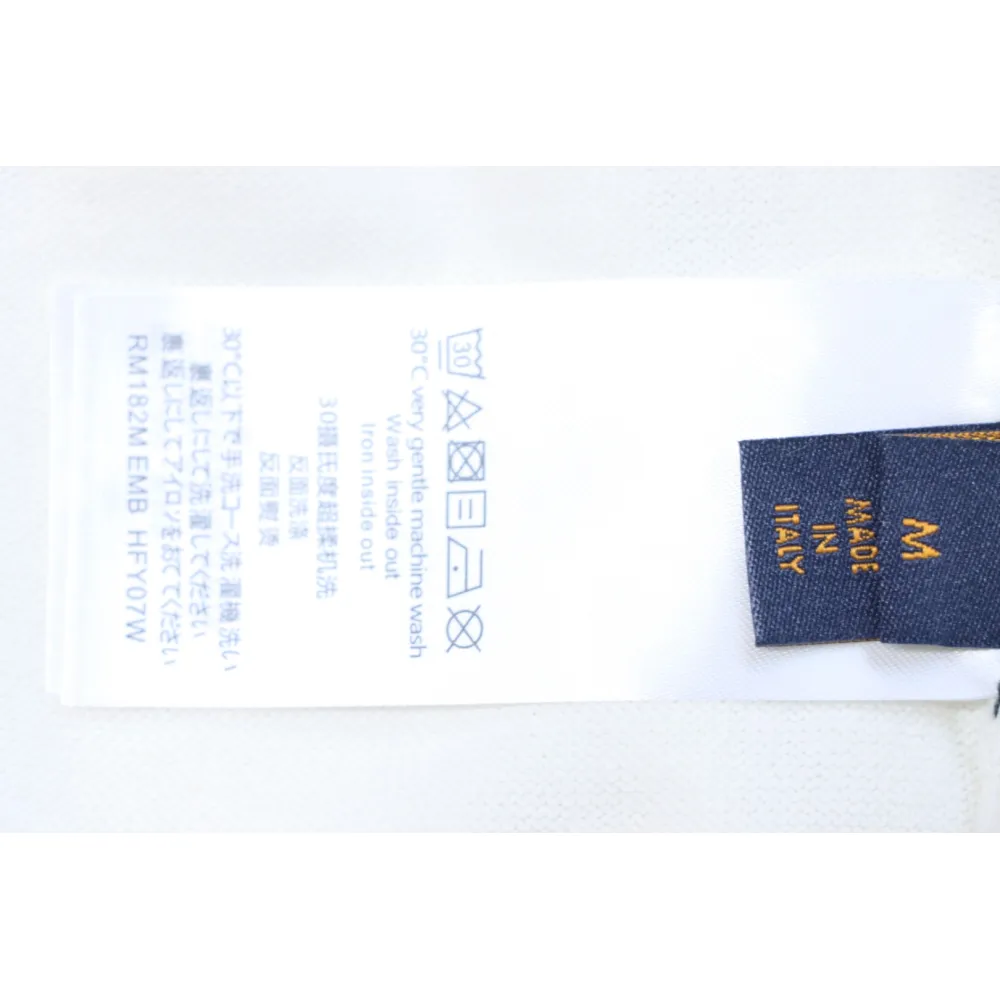 30
30°C very gentle machine wash
Wash inside out
Iron inside out
30摄氏度超柔机洗
反面洗涤
反面熨烫
30°C以下で手洗コース洗濯機洗い
裏返しにして洗濯してください
裏返しにしてアイロンをあててください
RM182M EMB HFY07W
M
MADE
IN
ITALY